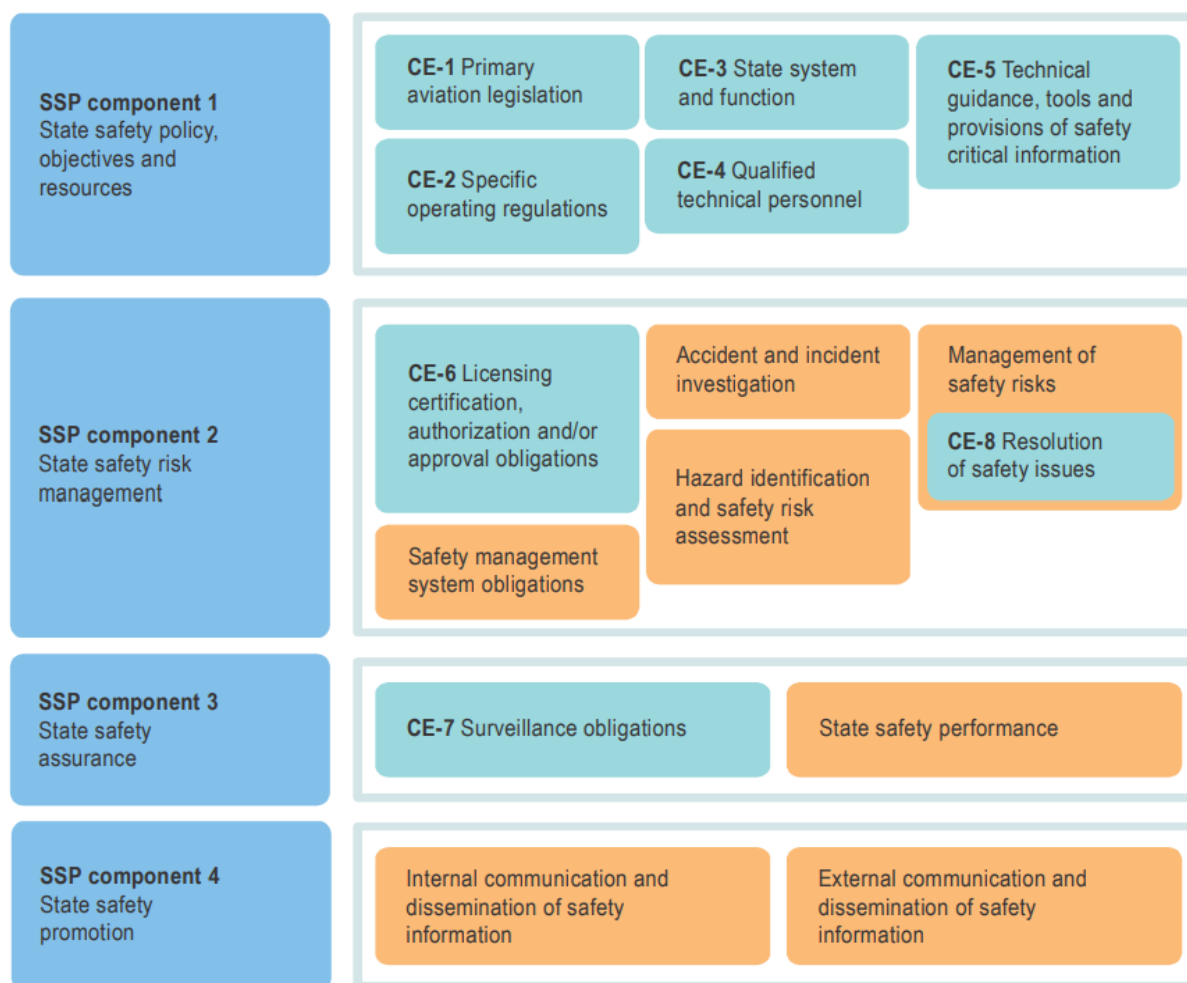 SSP component 1
State safety policy,
objectives and
resources
CE-1 Primary
aviation legislation
CE-2 Specific
operating regulations
CE-3 State system
and function
CE-4 Qualified
technical personnel
CE-5 Technical
guidance, tools and
provisions of safety
critical information
SSP component 2
State safety risk
management
CE-6 Licensing
certification,
authorization and/or
approval obligations
Safety management
system obligations
Accident and incident
investigation
Hazard identification
and safety risk
assessment
Management of
safety risks
CE-8 Resolution
of safety issues
SSP component 3
State safety
assurance
CE-7 Surveillance obligations
State safety performance
SSP component 4
State safety
promotion
Internal communication and
dissemination of safety
information
External communication and
dissemination of safety
information